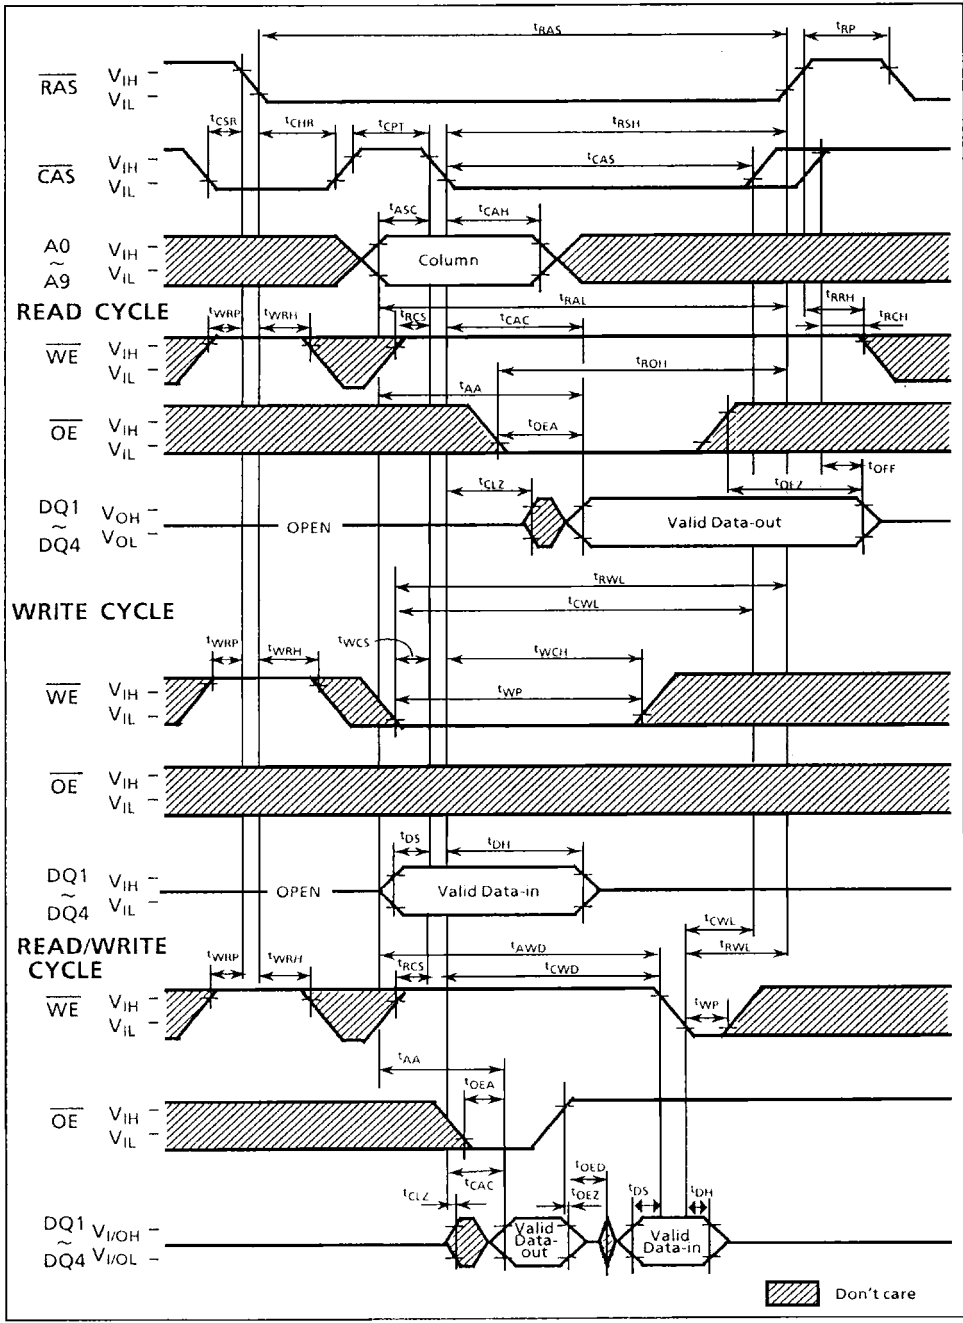 tRAS
tRP
RAS
VIH
VIL
tCSR
tCHR
tCPT
tRSH
tCAS
CAS
VIH
VIL
tASC
tCAH
A0
~
A9
VIH
VIL
Column
READ CYCLE
tRAL
tRRH
tWRP
tWRH
tRCS
tCAC
tRCH
WE
VIH
VIL
tROH
tAA
OE
VIH
VIL
tOEA
tOFF
tCLZ
tOEZ
DQ1
~
DQ4
VOH
VOL
OPEN
Valid Data-out
tRWL
WRITE CYCLE
tCWL
tWRP
tWRH
tWCS
tWCH
WE
VIH
VIL
tWP
OE
VIH
VIL
tDS
tDH
DQ1
~
DQ4
VIH
VIL
OPEN
Valid Data-in
READ/WRITE
CYCLE
tCWL
tRWL
tAWD
tWRP
tWRH
tRCS
tCWD
WE
VIH
VIL
tWP
tAA
tOEA
OE
VIH
VIL
tCAC
tOED
tCLZ
tOEZ
tDS
tDH
DQ1
~
DQ4
VI/OH
VI/OL
Valid
Data-
out
Valid
Data-in
Don't care